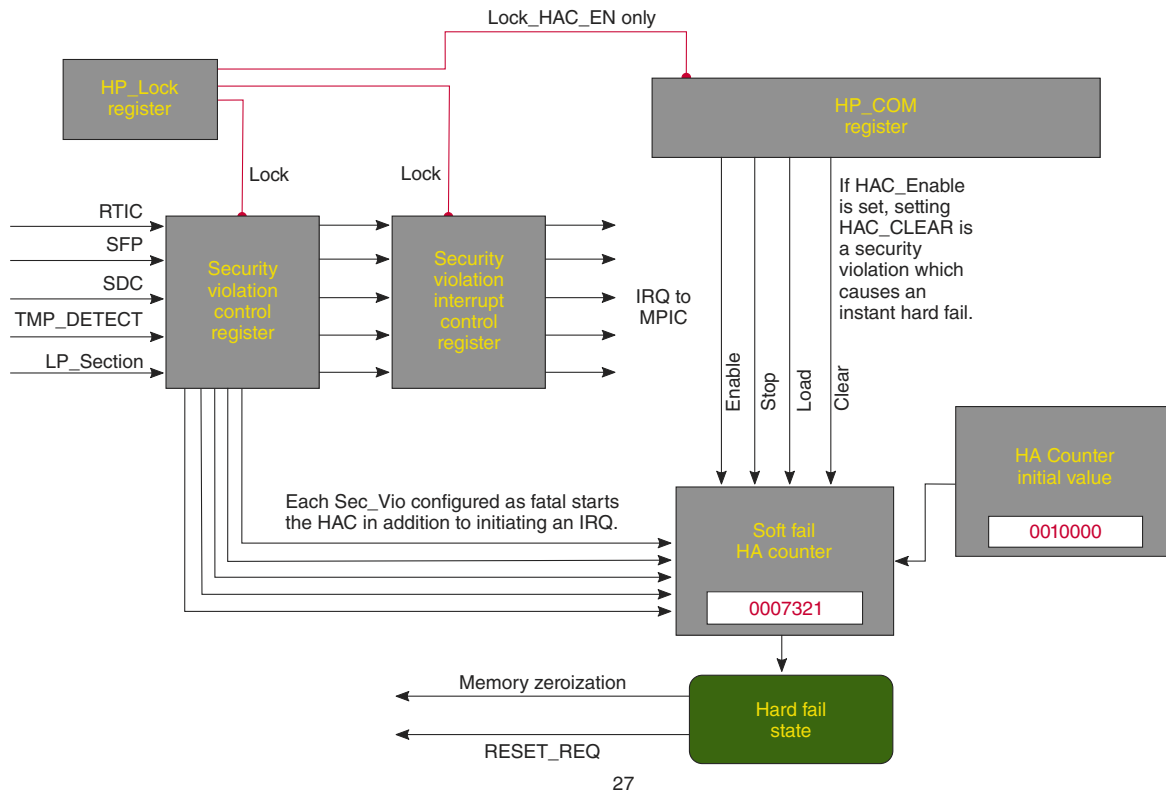 Lock_HAC_EN only
HP_Lock
register
HP_COM
register
Lock
Lock
RTIC
SFP
SDC
TMP_DETECT
LP_Section
Security
violation
control
register
Security
violation
interrupt
control
register
IRQ to
MPIC
If HAC_Enable
is set, setting
HAC_CLEAR is
a security
violation which
causes an
instant hard fail.
Enable
Stop
Load
Clear
HA Counter
initial value
0010000
Each Sec_Vio configured as fatal starts
the HAC in addition to initiating an IRQ.
Soft fail
HA counter
0007321
Memory zeroization
RESET_REQ
Hard fail
state
27